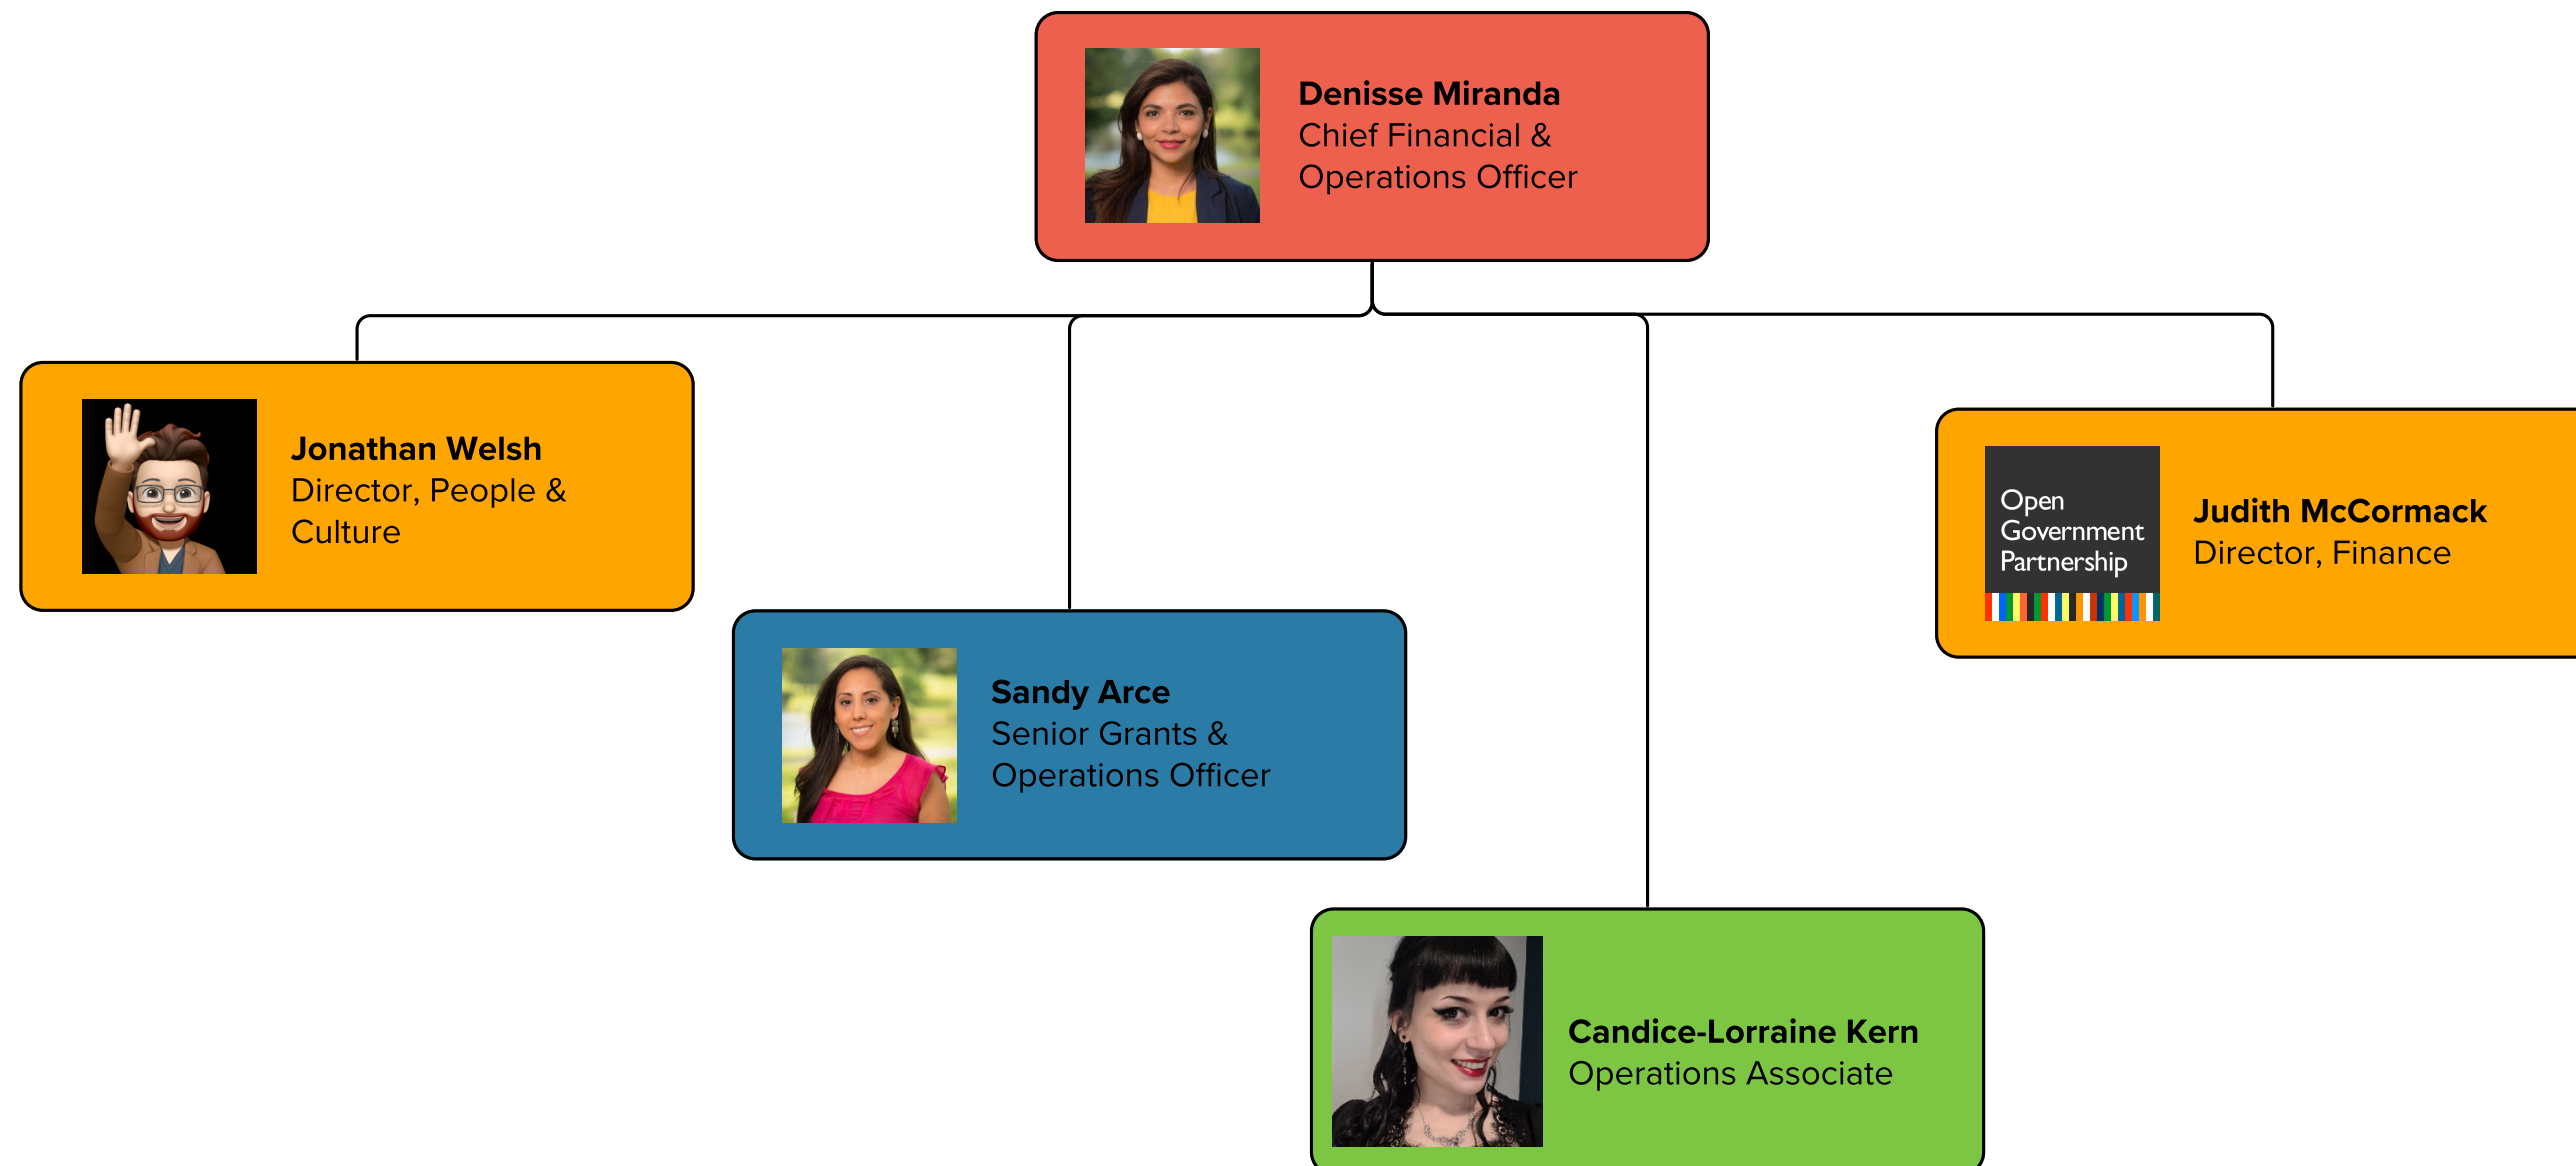 Denisse Miranda
Chief Financial &
Operations Officer
Jonathan Welsh
Director, People &
Culture
Open
Government
Partnership
Judith McCormack
Director, Finance
Sandy Arce
Senior Grants &
Operations Officer
Candice-Lorraine Kern
Operations Associate